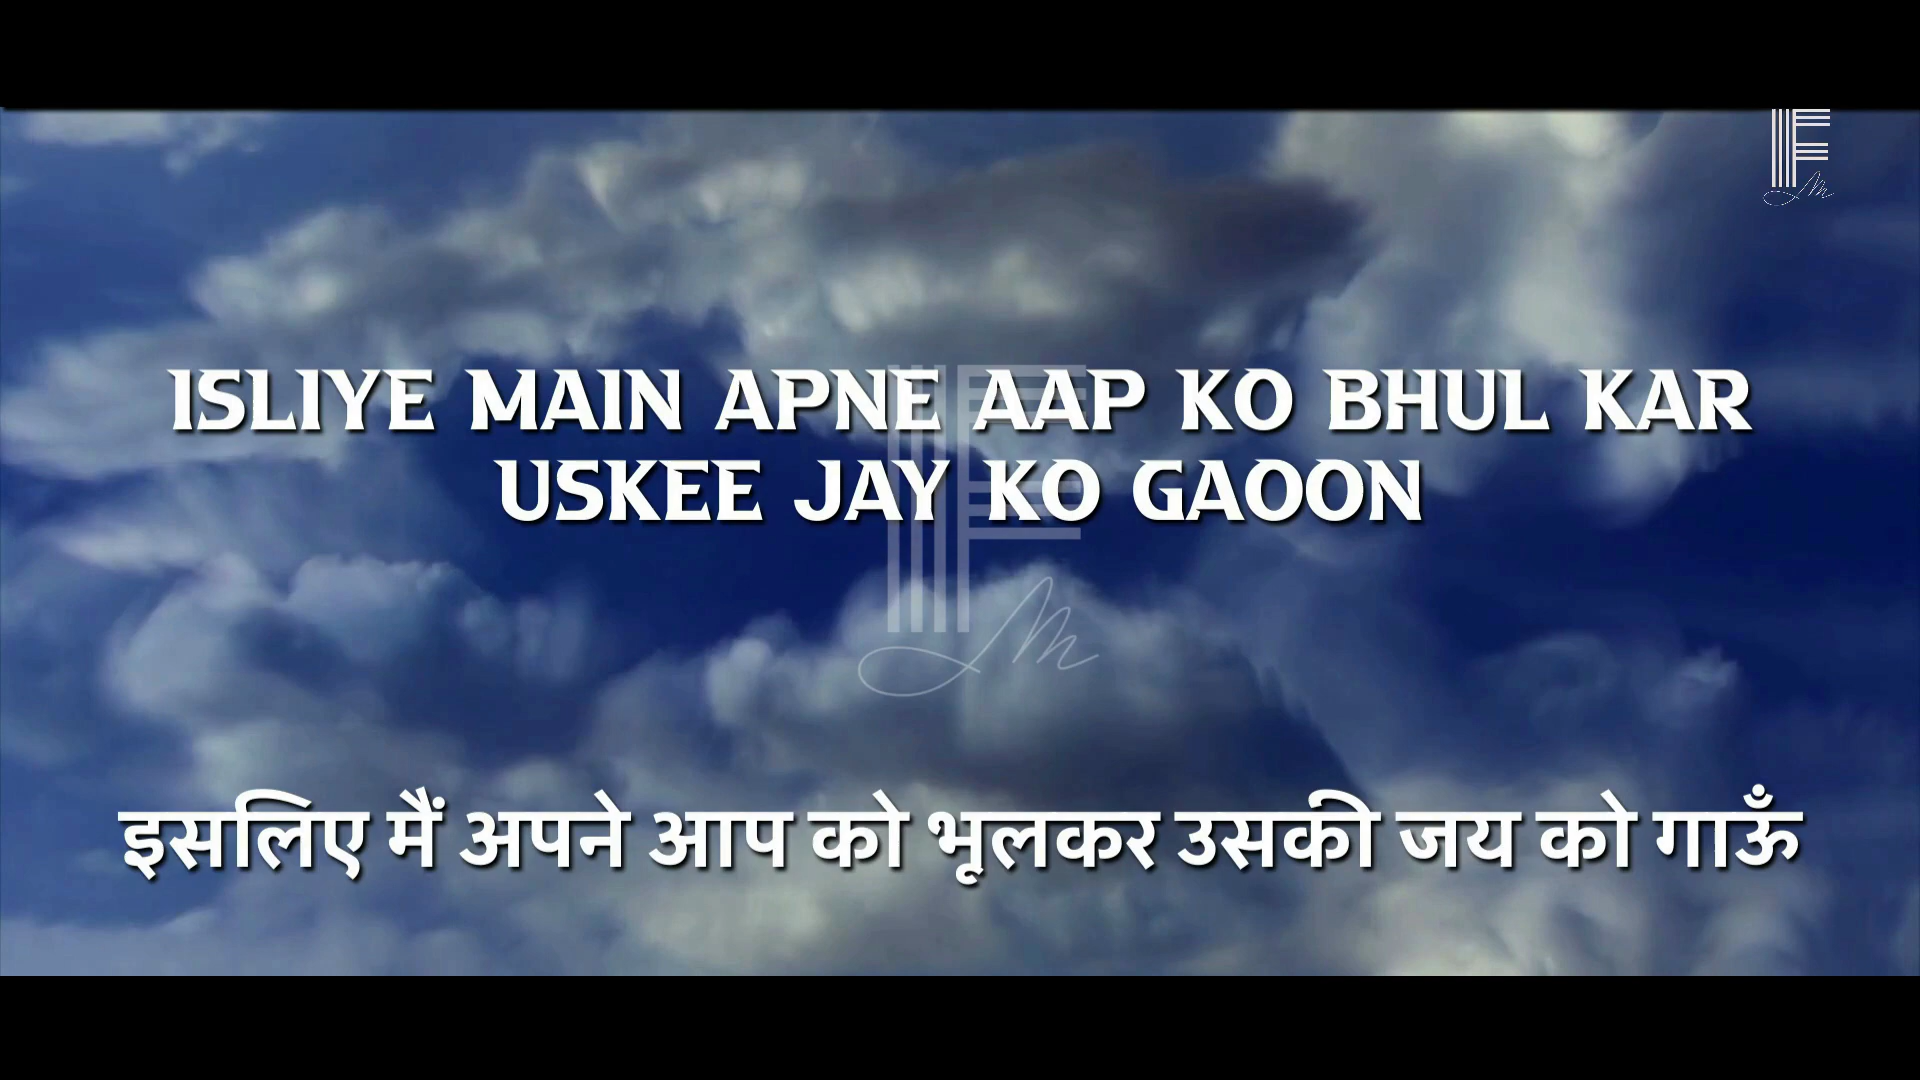 ISLIYE MAIN APNE AAP KO BHUL KAR
USKEE JAY KO GAOON
इसलिए मैं अपने आप को भूलकर उसकी जय को गाऊँ